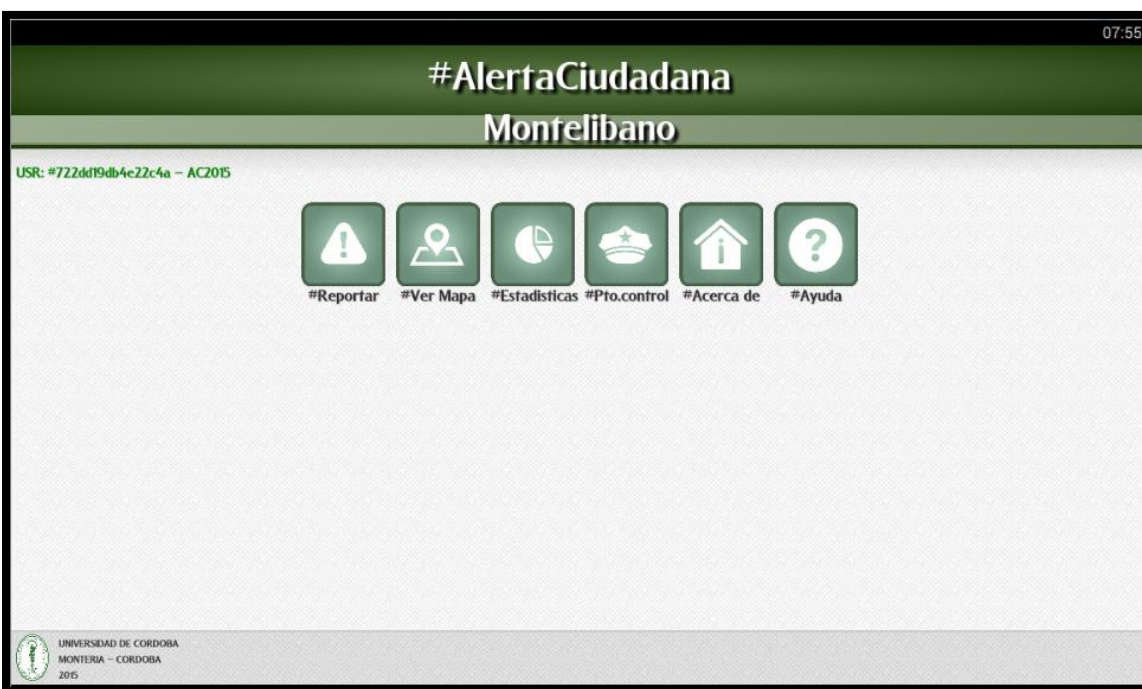 07:55
#AlertaCiudadana
Montelibano
USR: #722dd19db4e22c4a – AC2015
#Reportar #Ver Mapa #Estadisticas #Pto.control #Acerca de #Ayuda
UNIVERSIDAD DE CORDOBA
MONTERIA – CORDOBA
2015